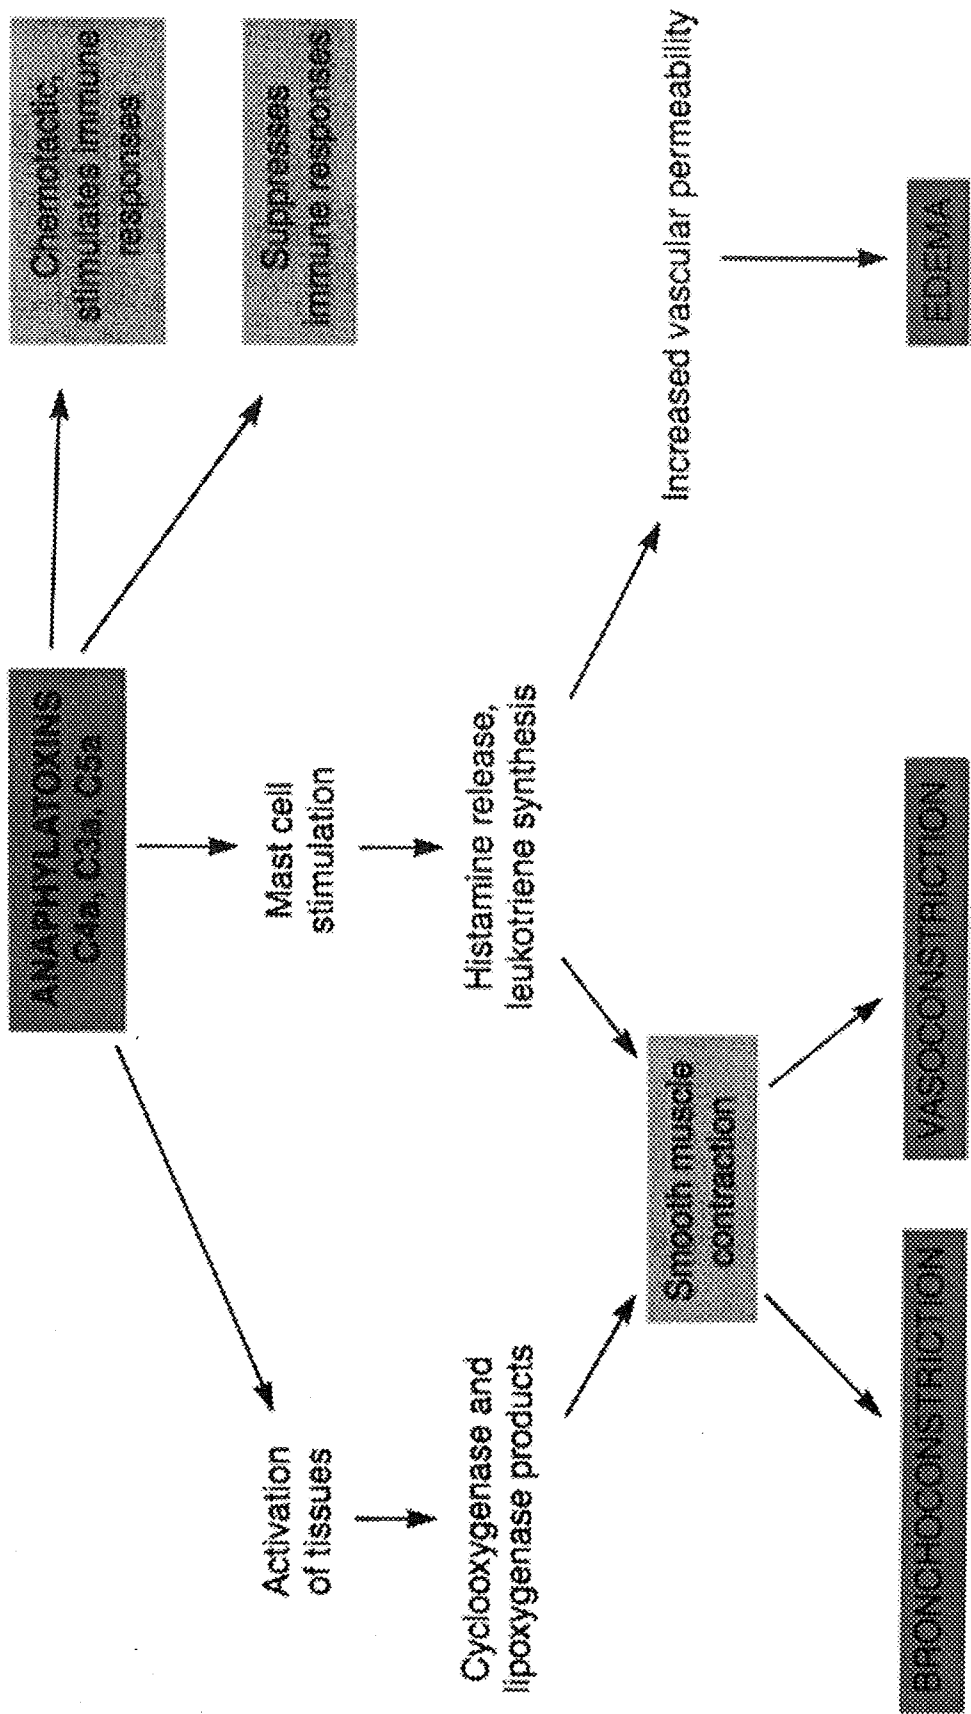 ANAPHYLATOXINS
C4a, C3a, C5a
Chemotactic,
stimulates immune
responses
Suppresses
immune responses
Activation
of tissues
Mast cell
stimulation
Cyclooxygenase and
lipoxygenase products
Histamine release,
leukotriene synthesis
Smooth muscle
contraction
Increased vascular permeability
BRONCHOCONSTRICTION
VASOCONSTRICTION
EDEMA